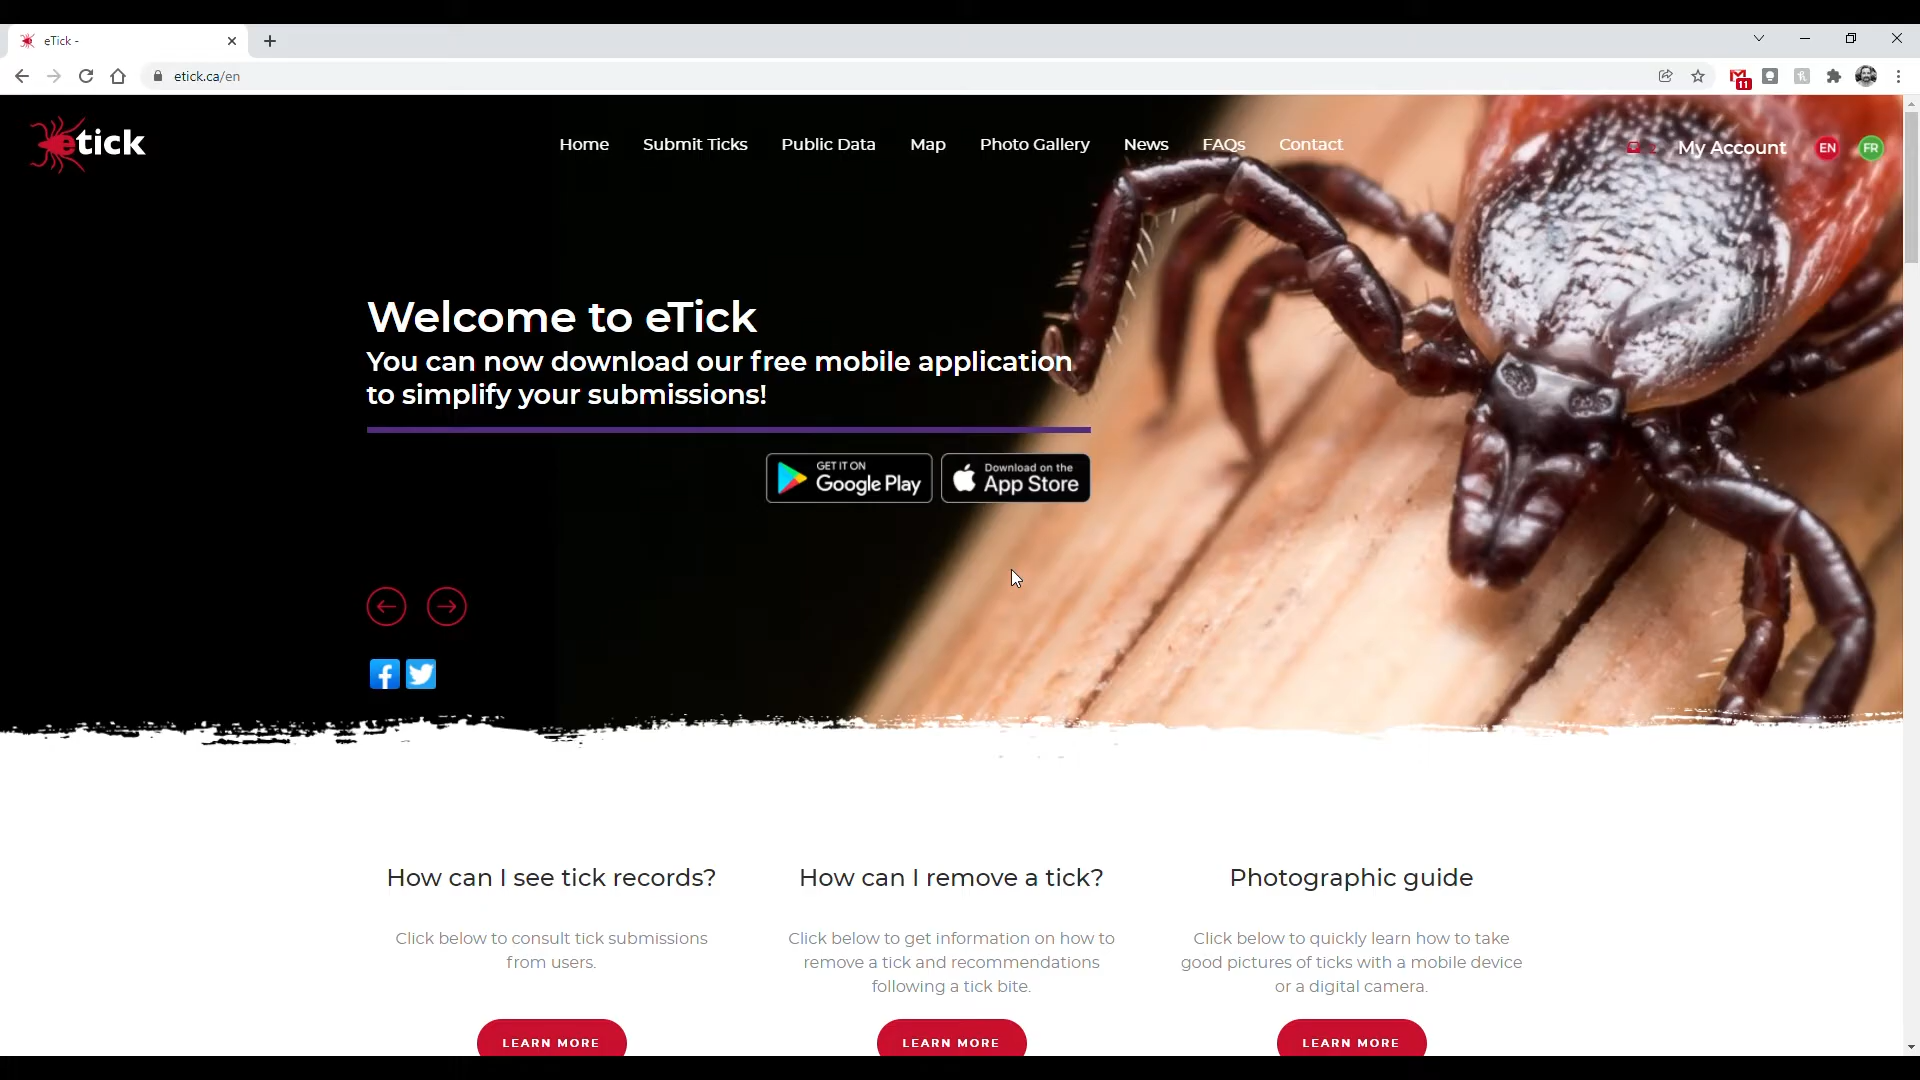 eTick -
etick.ca/en
11
etick
Home Submit Ticks Public Data Map Photo Gallery News FAQs Contact
My Account EN FR
Welcome to eTick
You can now download our free mobile application
to simplify your submissions!
GET IT ON
Google Play
Download on the
App Store
How can I see tick records?
Click below to consult tick submissions
from users.
LEARN MORE
How can I remove a tick?
Click below to get information on how to
remove a tick and recommendations
following a tick bite.
LEARN MORE
Photographic guide
Click below to quickly learn how to take
good pictures of ticks with a mobile device
or a digital camera.
LEARN MORE